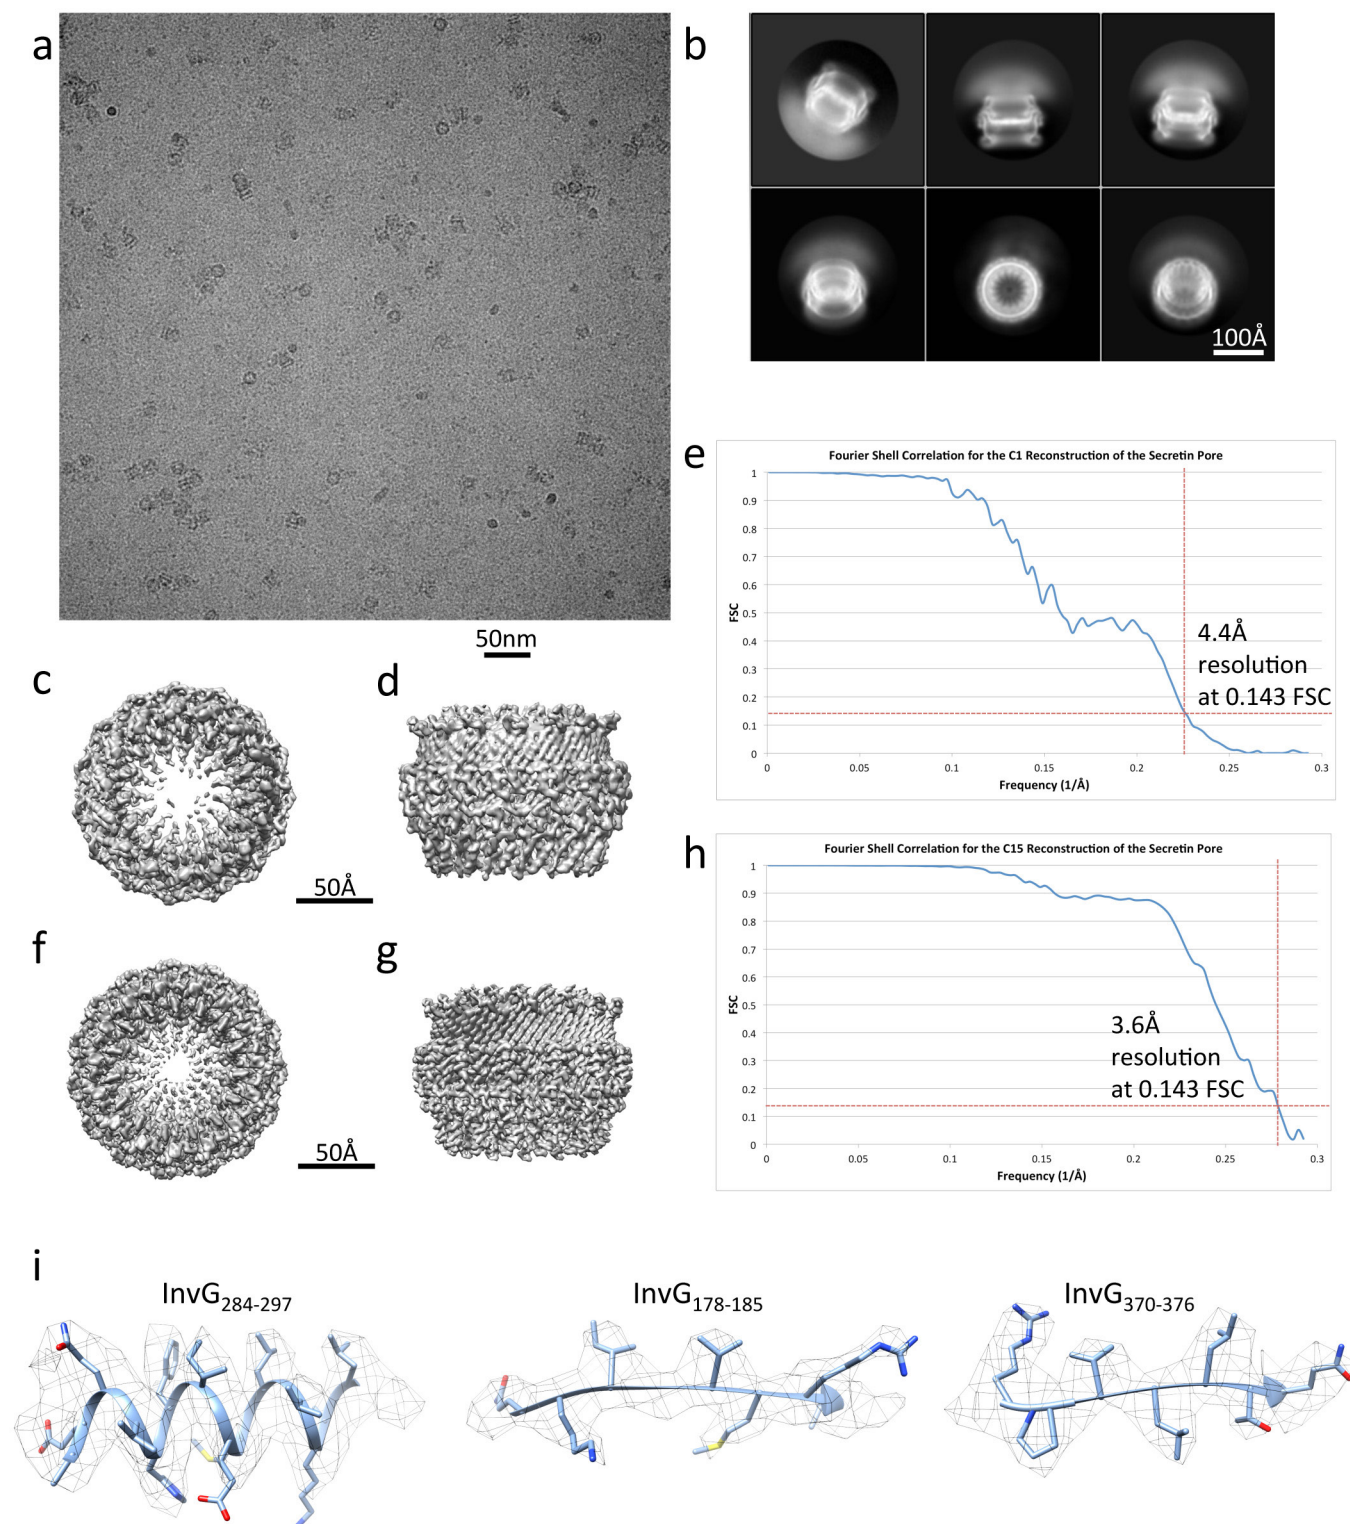 a
50nm
b
100Å
c
d
50Å
e
Fourier Shell Correlation for the C1 Reconstruction of the Secretin Pore
1
0.9
0.8
0.7
0.6
0.5
0.4
0.3
0.2
0.1
0
FSC
4.4Å
resolution
at 0.143 FSC
0 0.05 0.1 0.15 0.2 0.25 0.3
Frequency (1/Å)
f
g
50Å
h
Fourier Shell Correlation for the C15 Reconstruction of the Secretin Pore
1
0.9
0.8
0.7
0.6
0.5
0.4
0.3
0.2
0.1
0
FSC
3.6Å
resolution
at 0.143 FSC
0 0.05 0.1 0.15 0.2 0.25 0.3
Frequency (1/Å)
i
InvG284-297
InvG178-185
InvG370-376